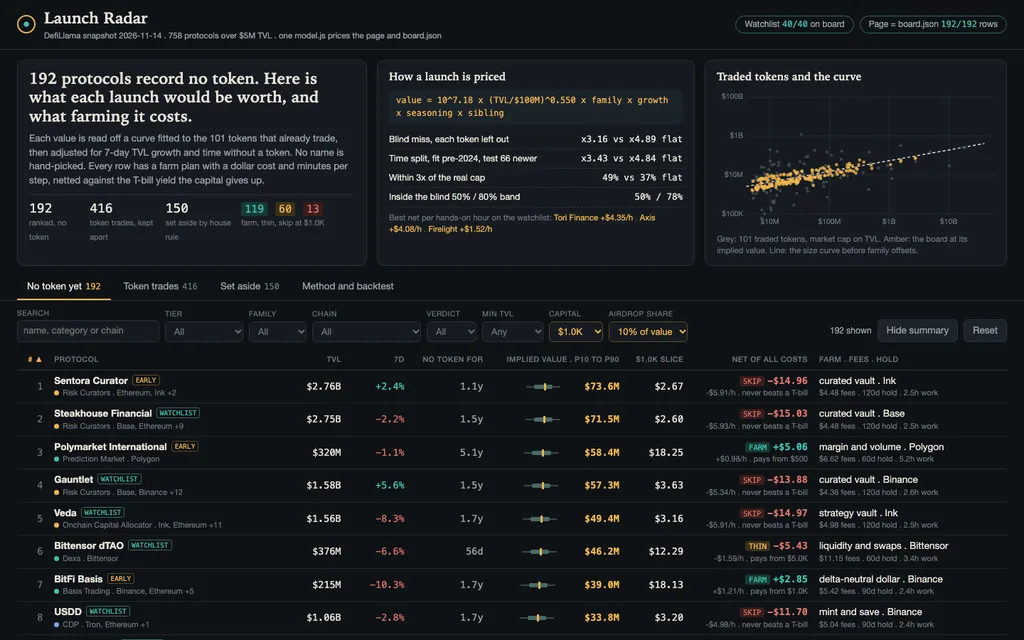 Launch Radar
DefiLlama snapshot 2026-11-14 . 758 protocols over $5M TVL . one model.js prices the page and board.json
Watchlist 40/40 on board
Page = board.json 192/192 rows
192 protocols record no token. Here is
what each launch would be worth, and
what farming it costs.
Each value is read off a curve fitted to the 101 tokens that already trade,
then adjusted for 7-day TVL growth and time without a token. No name is
hand-picked. Every row has a farm plan with a dollar cost and minutes per
step, netted against the T-bill yield the capital gives up.
192 416 150 119 60 13
ranked, no token
token trades, kept apart
set aside by house rule
farm, thin, skip at $1.0K
How a launch is priced
value = 10^7.18 x (TVL/$100M)^0.550 x family x growth
x seasoning x sibling
Blind miss, each token left out x3.16 vs x4.89 flat
Time split, fit pre-2024, test 66 newer x3.43 vs x4.84 flat
Within 3x of the real cap 49% vs 37% flat
Inside the blind 50% / 80% band 50% / 78%
Best net per hands-on hour on the watchlist: Tori Finance +$4.35/h . Axis
+$4.08/h . Firelight +$1.52/h
Traded tokens and the curve
$100B
$1B
$10M
$100K
$10M $100M $1B $10B
Grey: 101 traded tokens, market cap on TVL. Amber: the board at its
implied value. Line: the size curve before family offsets.
No token yet 192 Token trades 416 Set aside 150 Method and backtest
SEARCH TIER FAMILY CHAIN VERDICT MIN TVL CAPITAL AIRDROP SHARE
name, category or chain All All All All Any $1.0K 10% of value 192 shown Hide summary Reset
# ▲ PROTOCOL TVL 7D NO TOKEN FOR IMPLIED VALUE . P10 TO P90 $1.0K SLICE NET OF ALL COSTS FARM . FEES . HOLD
1 Sentora Curator EARLY $2.76B +2.4% 1.1y $73.6M $2.67 SKIP −$14.96 curated vault . Ink
Risk Curators . Ethereum, Ink +2 -$5.91/h . never beats a T-bill $4.48 fees . 120d hold . 2.5h work
2 Steakhouse Financial WATCHLIST $2.75B −2.2% 1.5y $71.5M $2.60 SKIP −$15.03 curated vault . Base
Risk Curators . Base, Ethereum +9 -$5.93/h . never beats a T-bill $4.48 fees . 120d hold . 2.5h work
3 Polymarket International EARLY $320M −1.1% 5.1y $58.4M $18.25 FARM +$5.06 margin and volume . Polygon
Prediction Market . Polygon +$0.98/h . pays from $500 $6.62 fees . 60d hold . 5.2h work
4 Gauntlet WATCHLIST $1.58B +5.6% 1.5y $57.3M $3.63 SKIP −$13.88 curated vault . Binance
Risk Curators . Base, Binance +12 -$5.34/h . never beats a T-bill $4.36 fees . 120d hold . 2.6h work
5 Veda WATCHLIST $1.56B −8.3% 1.7y $49.4M $3.16 SKIP −$14.97 strategy vault . Ink
Onchain Capital Allocator . Ink, Ethereum +11 -$5.91/h . never beats a T-bill $4.98 fees . 120d hold . 2.5h work
6 Bittensor dTAO WATCHLIST $376M −6.6% 56d $46.2M $12.29 THIN −$5.43 liquidity and swaps . Bittensor
Dexs . Bittensor -$1.59/h . pays from $5.0K $11.15 fees . 60d hold . 3.4h work
7 BitFi Basis EARLY $215M −10.3% 1.7y $39.0M $18.13 FARM +$2.85 delta-neutral dollar . Binance
Basis Trading . Binance, Ethereum +5 +$1.21/h . pays from $1.0K $5.42 fees . 90d hold . 2.4h work
8 USDD WATCHLIST $1.06B −2.8% 1.7y $33.8M $3.20 SKIP −$11.70 mint and save . Binance
CDP . Tron, Ethereum +1 -$4.98/h . never beats a T-bill $5.04 fees . 90d hold . 2.4h work